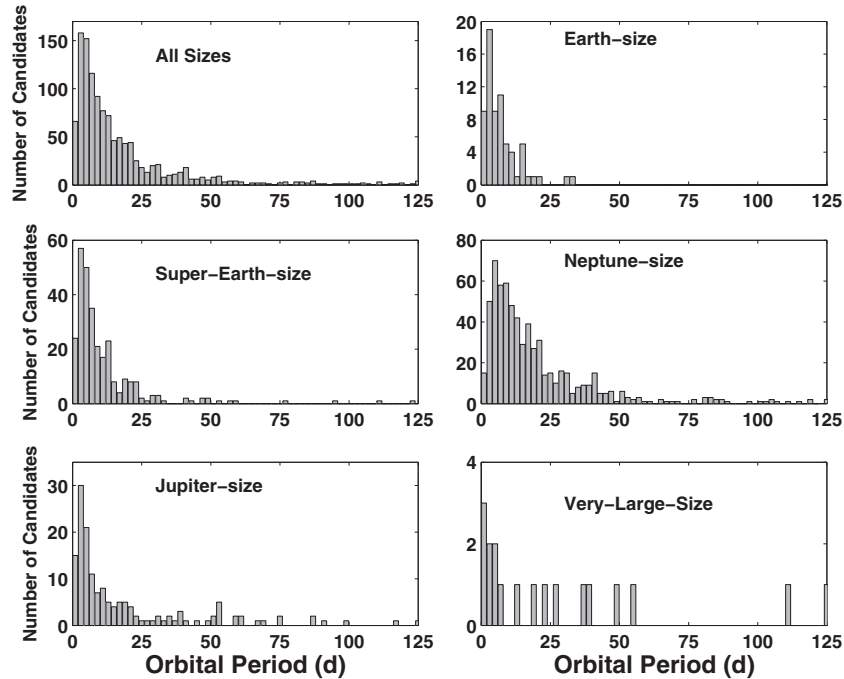 All Sizes
Number of Candidates
150
100
50
0
0 25 50 75 100 125
Earth−size
20
16
12
8
4
0
0 25 50 75 100 125
Super−Earth−size
Number of Candidates
60
40
20
0
0 25 50 75 100 125
Neptune−size
80
60
40
20
0
0 25 50 75 100 125
Jupiter−size
Number of Candidates
30
20
10
0
0 25 50 75 100 125
Orbital Period (d)
Very−Large−Size
4
2
0
0 25 50 75 100 125
Orbital Period (d)